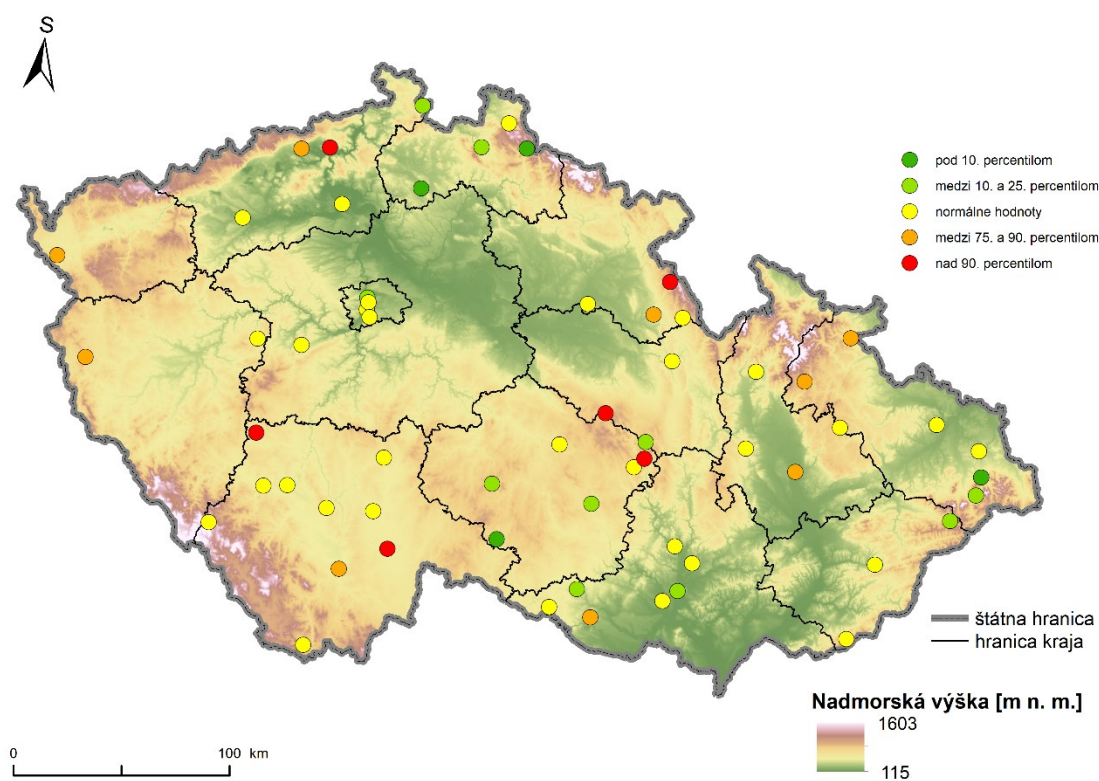 S
pod 10. percentilom
medzi 10. a 25. percentilom
normálne hodnoty
medzi 75. a 90. percentilom
nad 90. percentilom
štátna hranica
hranica kraja
Nadmorská výška [m n. m.]
1603
115
0 100 km